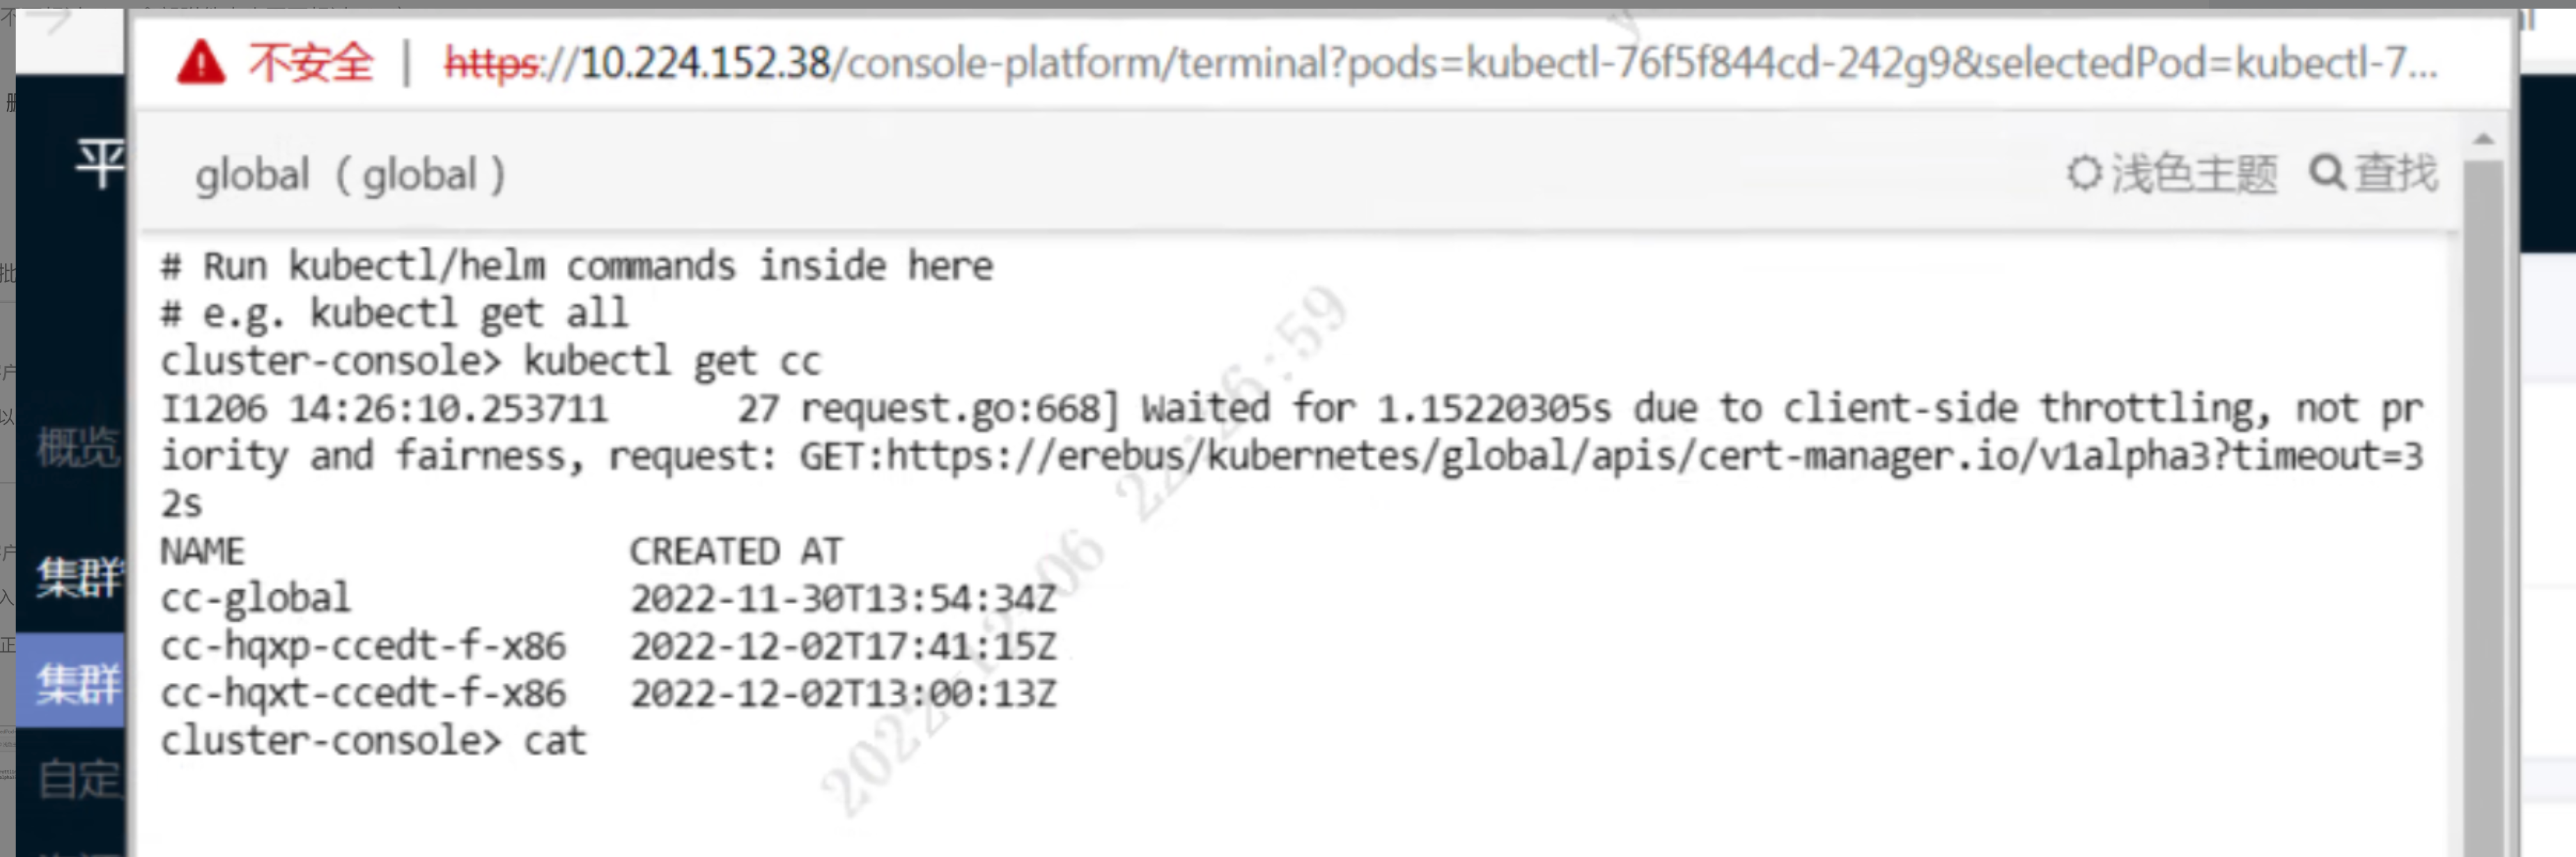 不安全 | https://10.224.152.38/console-platform/terminal?pods=kubectl-76f5f844cd-242g9&selectedPod=kubectl-7...
平
global (global) 浅色主题 查找
# Run kubectl/helm commands inside here
# e.g. kubectl get all
cluster-console> kubectl get cc
I1206 14:26:10.253711 27 request.go:668] Waited for 1.15220305s due to client-side throttling, not pr
iority and fairness, request: GET:https://erebus/kubernetes/global/apis/cert-manager.io/v1alpha3?timeout=3
2s
NAME CREATED AT
cc-global 2022-11-30T13:54:34Z
cc-hqxp-ccedt-f-x86 2022-12-02T17:41:15Z
cc-hqxt-ccedt-f-x86 2022-12-02T13:00:13Z
cluster-console> cat
概览
集群
集群
自定
2022-12-06 22:26:59